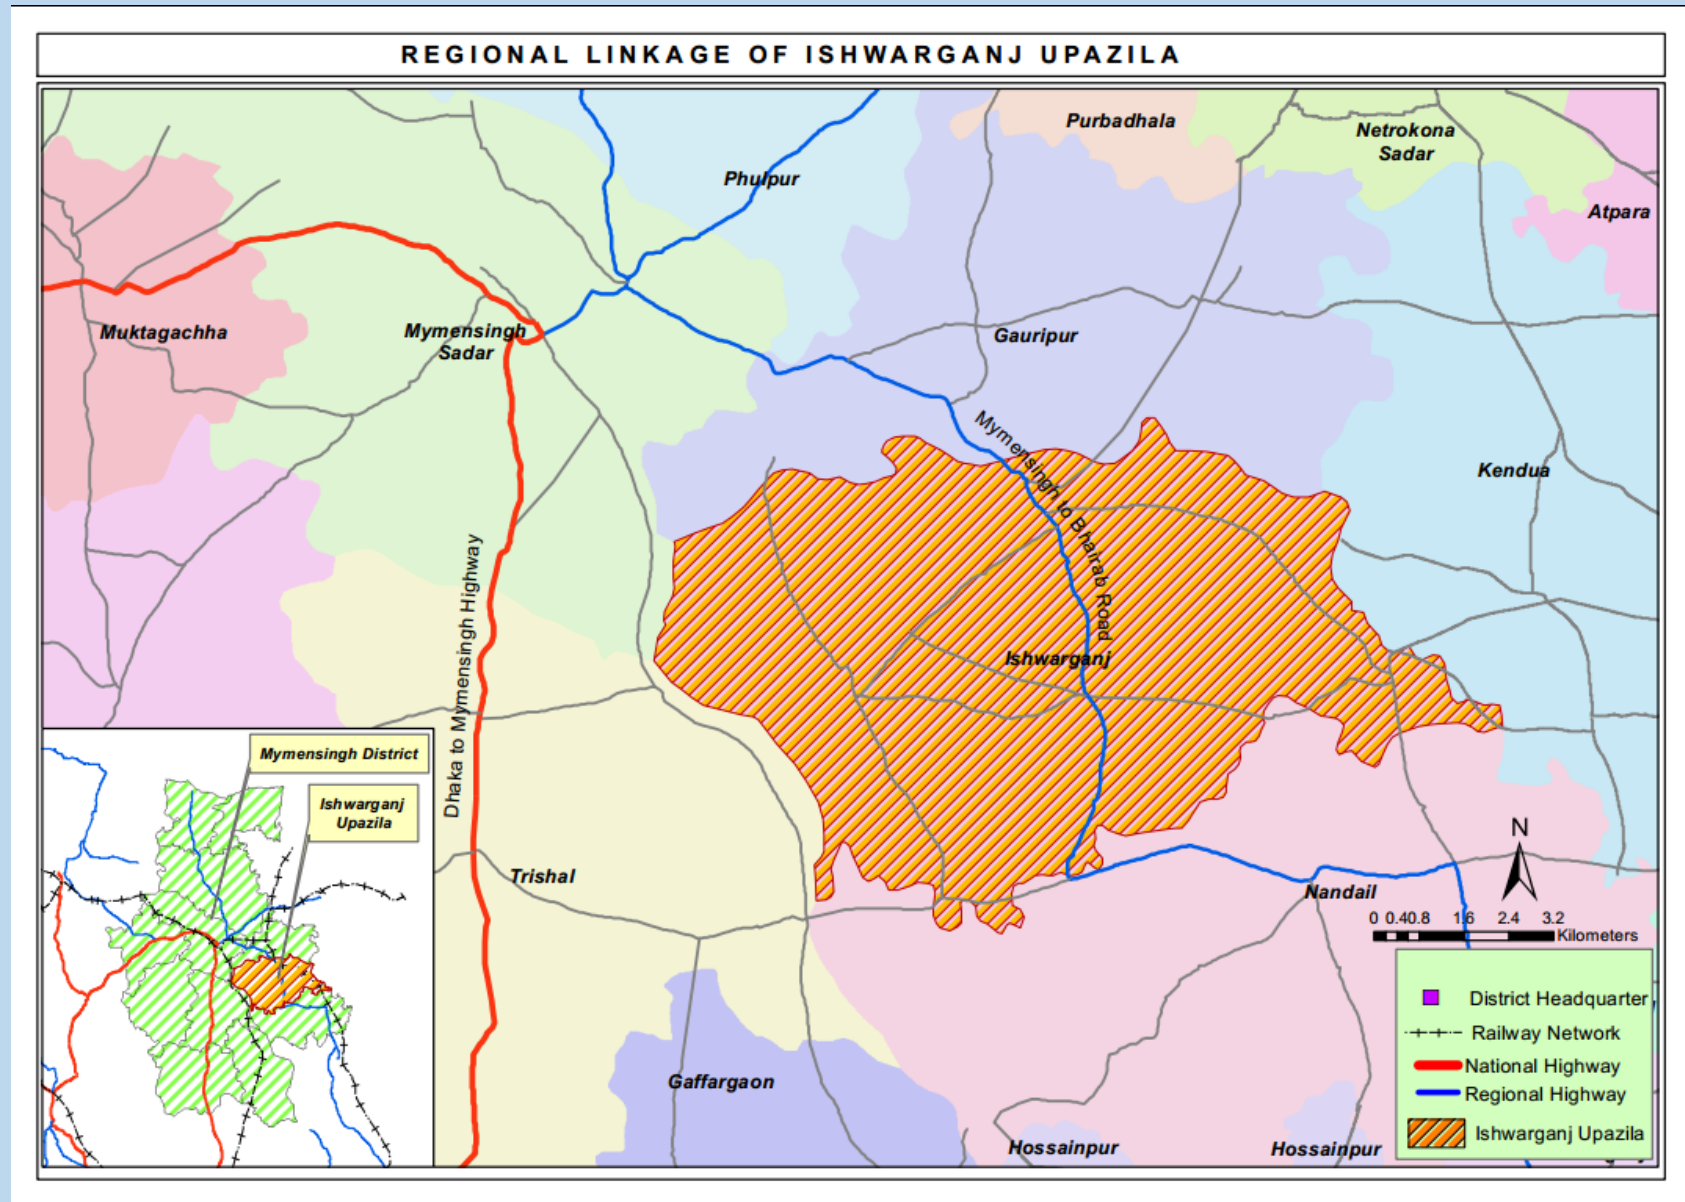 REGIONAL LINKAGE OF ISHWARGANJ UPAZILA
Purbadhala
Netrokona
Sadar
Phulpur
Atpara
Muktagachha
Mymensingh
Sadar
Gauripur
Mymensingh to Bhairab Road
Kendua
Dhaka to Mymensingh Highway
Ishwarganj
Mymensingh District
Ishwarganj
Upazila
Trishal
Nandail
N
0 0.40.8 1.6 2.4 3.2
Kilometers
Gaffargaon
Hossainpur
Hossainpur
District Headquarter
Railway Network
National Highway
Regional Highway
Ishwarganj Upazila